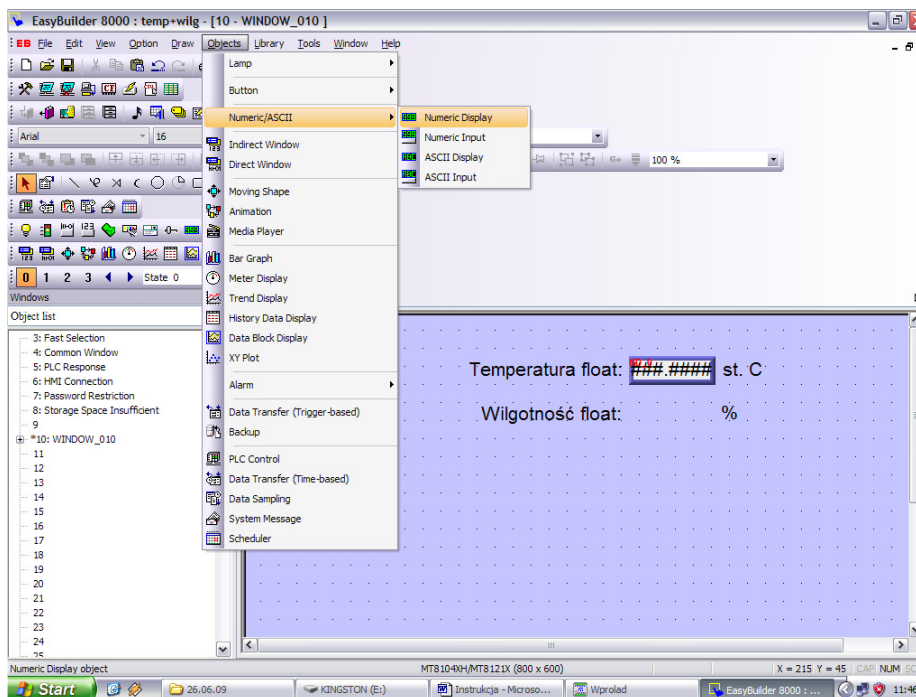 EasyBuilder 8000 : temp+wilg - [10 - WINDOW_010 ]
EB File Edit View Option Draw Objects Library Tools Window Help
Arial 16
100 %
0 1 2 3 State 0
Windows
Object list
3: Fast Selection
4: Common Window
5: PLC Response
6: HMI Connection
7: Password Restriction
8: Storage Space Insufficient
9
*10: WINDOW_010
11
12
13
14
15
16
17
18
19
20
21
22
23
24
25
Lamp
Button
Numeric/ASCII
Indirect Window
Direct Window
Moving Shape
Animation
Media Player
Bar Graph
Meter Display
Trend Display
History Data Display
Data Block Display
XY Plot
Alarm
Data Transfer (Trigger-based)
Backup
PLC Control
Data Transfer (Time-based)
Data Sampling
System Message
Scheduler
Numeric Display
Numeric Input
ASCII Display
ASCII Input
Temperatura float: ###.#### st. C
Wilgotność float: %
Numeric Display object MT8104XH/MT8121X (800 x 600) X = 215 Y = 45 CAP NUM SC
Start 26.06.09 KINGSTON (E:) Instrukcja - Microso... Wprolad EasyBuilder 8000 : ... 11:46